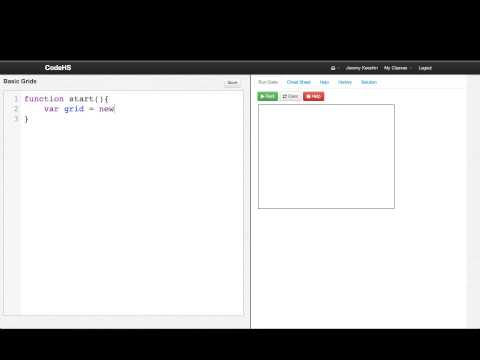 CodeHS
Jeremy Keeshin My Classes Logout
Basic Grids
Save
Run Code Cheat Sheet Help History Solution
Run Clear Help
1 function start(){
2 var grid = new
3 }